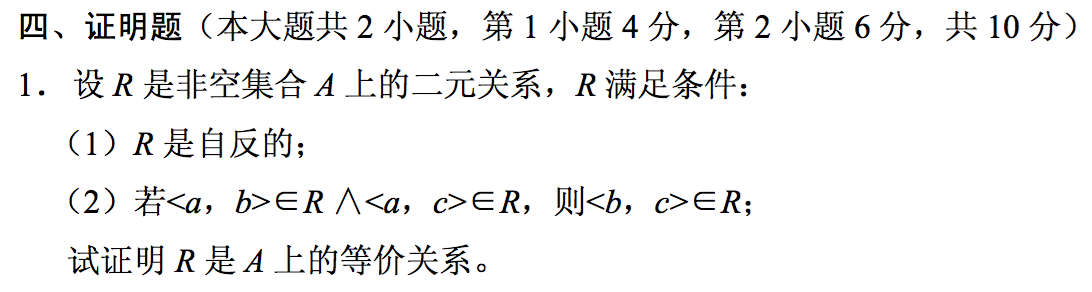 四、证明题（本大题共 2 小题，第 1 小题 4 分，第 2 小题 6 分，共 10 分）
1．设 R 是非空集合 A 上的二元关系，R 满足条件：
（1）R 是自反的；
（2）若<a，b>∈R ∧<a，c>∈R，则<b，c>∈R；
试证明 R 是 A 上的等价关系。